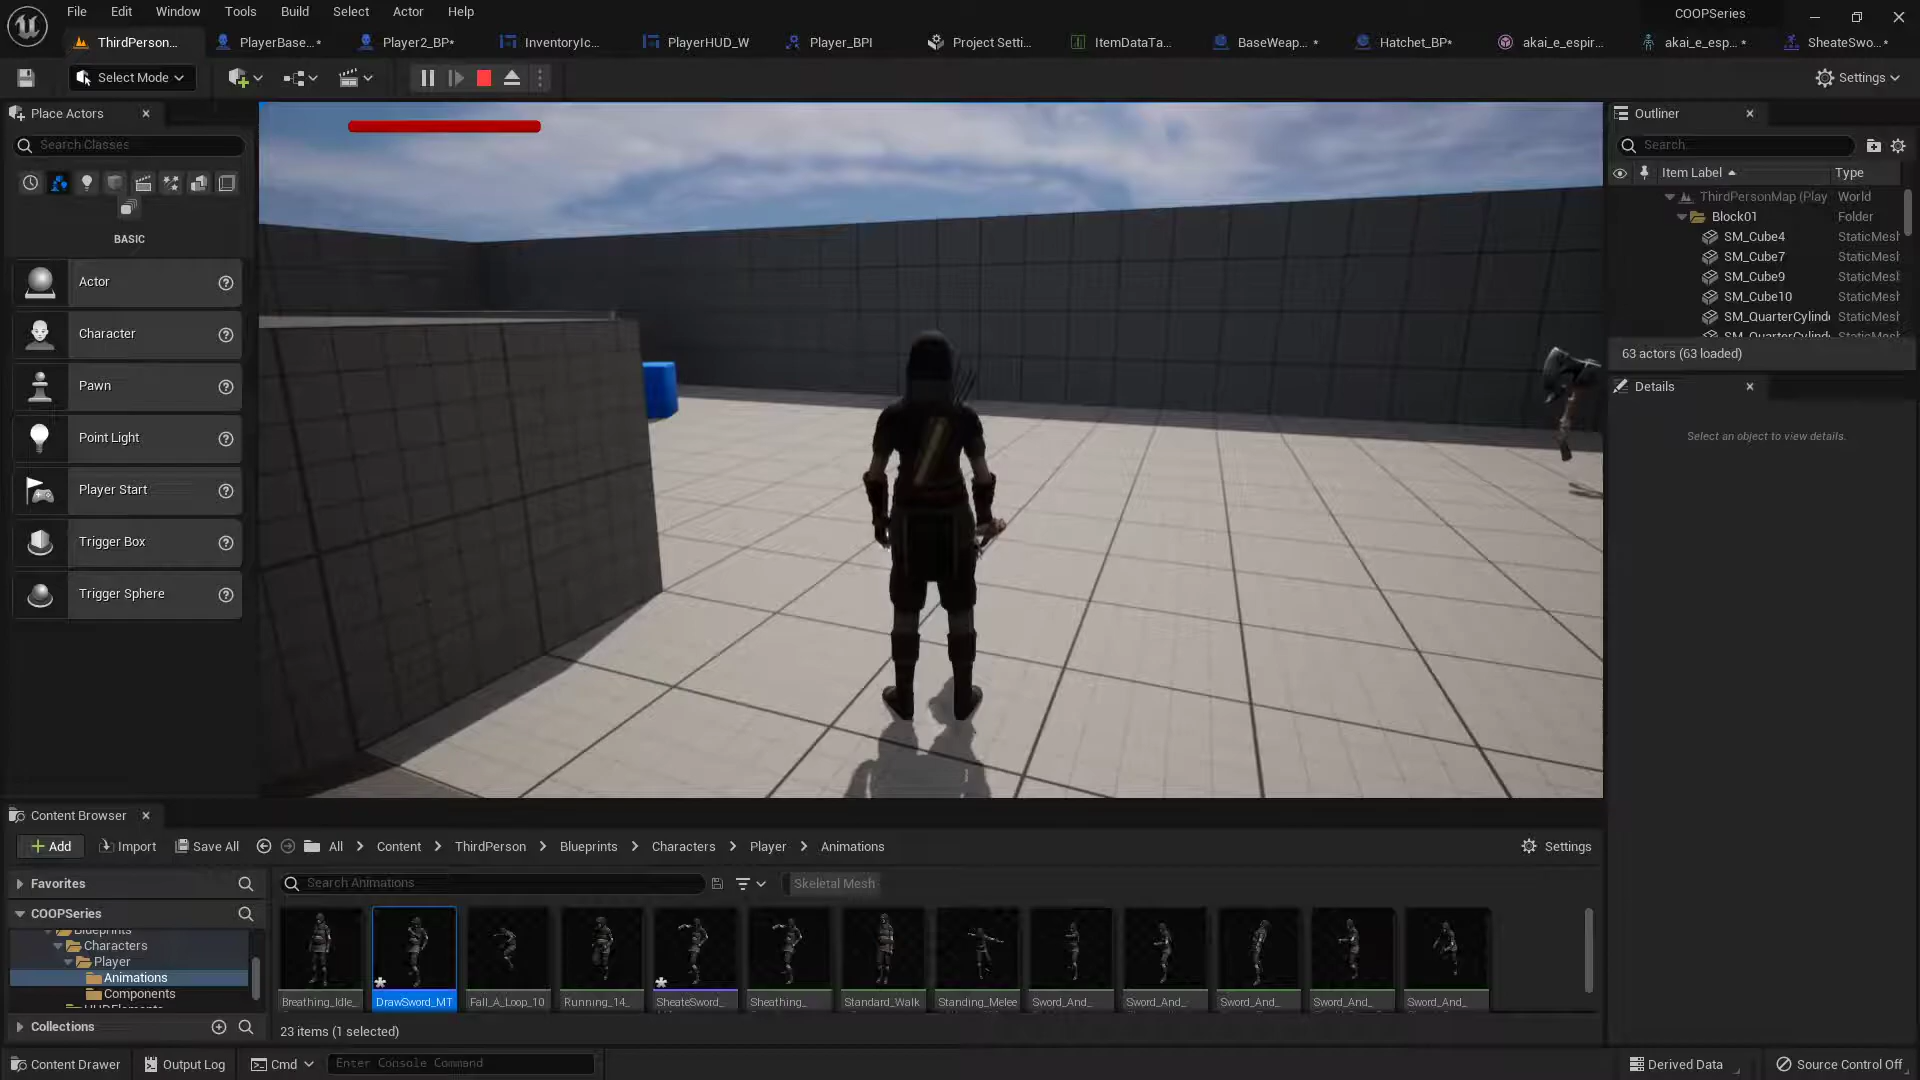 File Edit Window Tools Build Select Actor Help
COOPSeries
ThirdPerson... PlayerBase...* Player2_BP* InventoryIc... PlayerHUD_W Player_BPI Project Setti... ItemDataTa... BaseWeap...* Hatchet_BP* akai_e_espir... akai_e_esp...* SheateSwo...*
Select Mode
Settings
Place Actors
Search Classes
BASIC
Actor
Character
Pawn
Point Light
Player Start
Trigger Box
Trigger Sphere
Outliner
Search...
Item Label Type
ThirdPersonMap (Play World
Block01 Folder
SM_Cube4 StaticMesh
SM_Cube7 StaticMesh
SM_Cube9 StaticMesh
SM_Cube10 StaticMesh
SM_QuarterCylinde StaticMesh
SM_QuarterCylinde StaticMesh
63 actors (63 loaded)
Details
Select an object to view details.
Content Browser
Add Import Save All All Content ThirdPerson Blueprints Characters Player Animations Settings
Favorites
Search Animations
Skeletal Mesh
COOPSeries
Blueprints
Characters
Player
Animations
Components
Collections
Breathing_Idle_ DrawSword_MT Fall_A_Loop_10 Running_14_ SheateSword_ Sheathing_ Standard_Walk Standing_Melee Sword_And_ Sword_And_ Sword_And_ Sword_And_ Sword_And_
23 items (1 selected)
Content Drawer Output Log Cmd Enter Console Command Derived Data Source Control Off